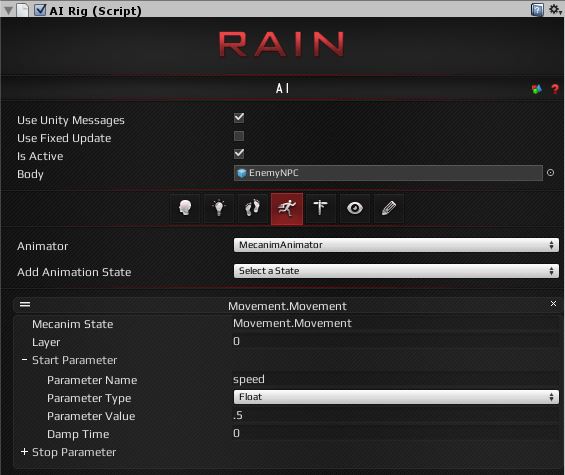 AI Rig (Script)
RAIN
AI
Use Unity Messages
Use Fixed Update
Is Active
Body EnemyNPC
Animator MecanimAnimator
Add Animation State Select a State
Movement.Movement
Mecanim State Movement.Movement
Layer 0
Start Parameter
Parameter Name speed
Parameter Type Float
Parameter Value .5
Damp Time 0
Stop Parameter